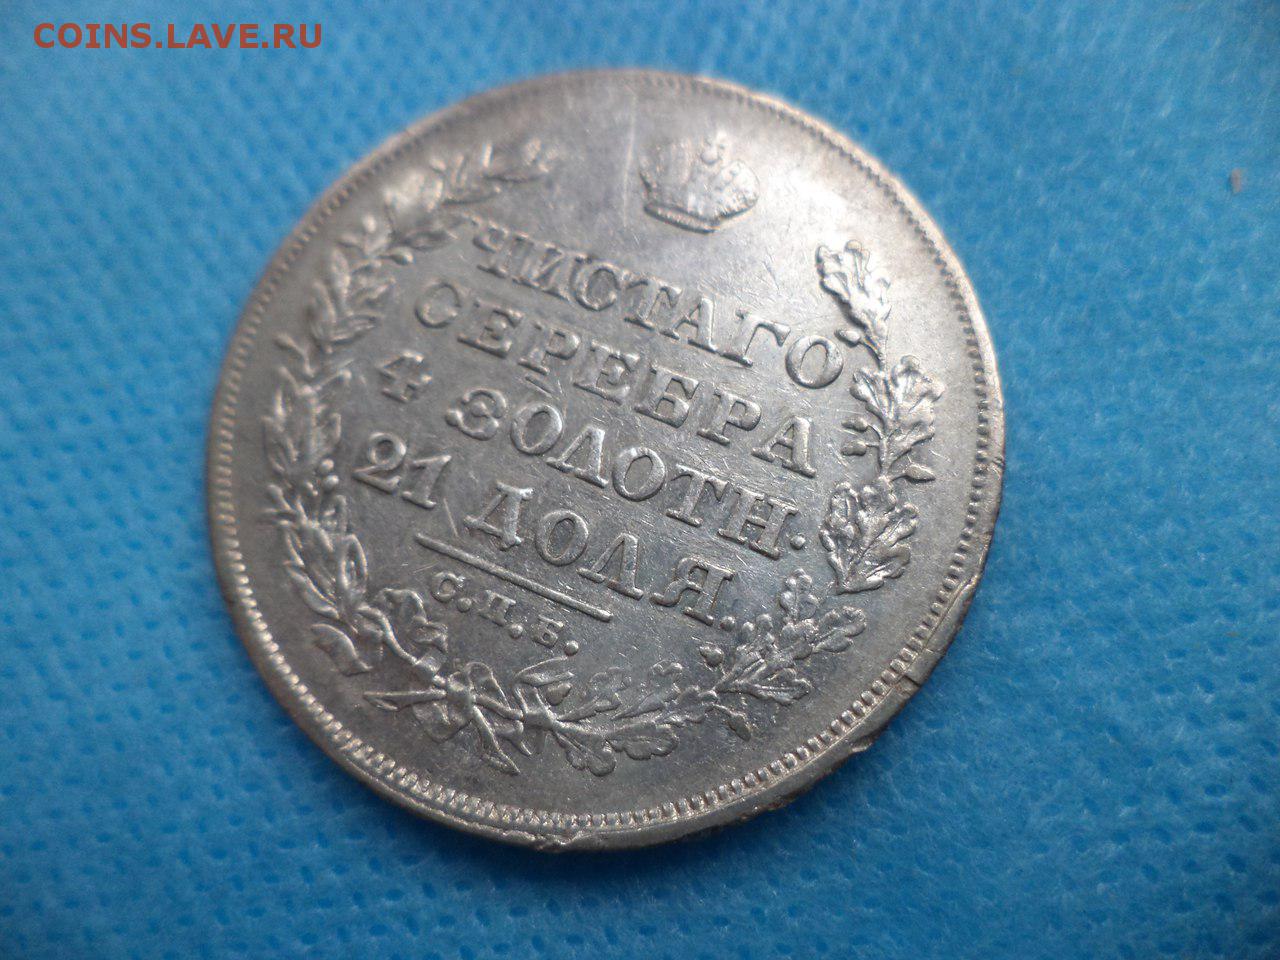 COINS.LAVE.RU
ЧИСТАГО
СЕРЕБРА
4 ЗОЛОТН.
21 ДОЛЯ.
С.П.Б.